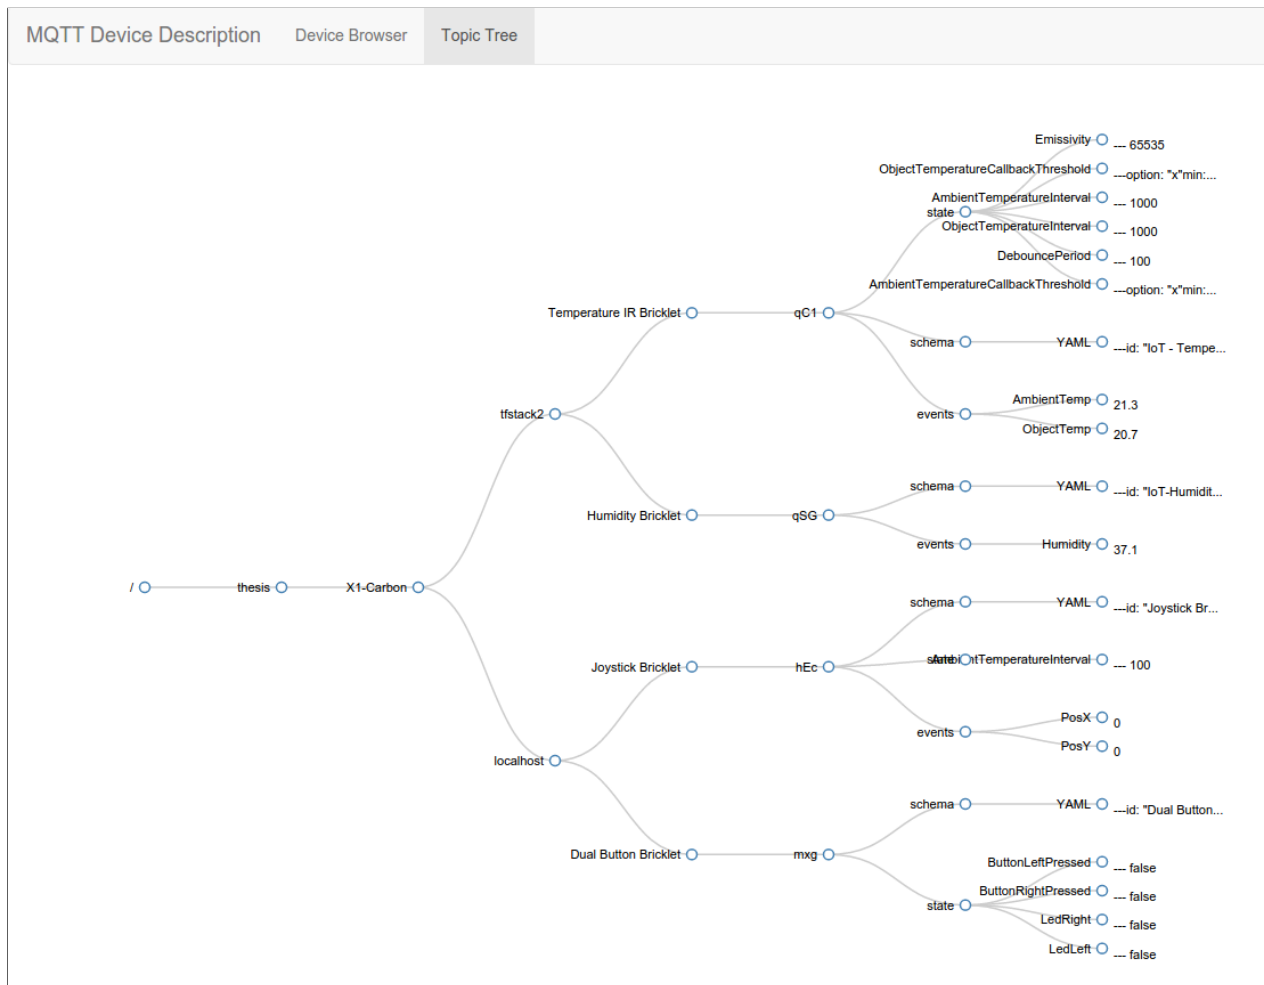 MQTT Device Description Device Browser Topic Tree
Emissivity --- 65535
ObjectTemperatureCallbackThreshold ---option: "x"min:...
AmbientTemperatureInterval --- 1000
state
ObjectTemperatureInterval --- 1000
DebouncePeriod --- 100
AmbientTemperatureCallbackThreshold ---option: "x"min:...
Temperature IR Bricklet qC1
schema YAML ---id: "IoT - Tempe...
AmbientTemp 21.3
tfstack2 events
ObjectTemp 20.7
schema YAML ---id: "IoT-Humidit...
Humidity Bricklet qSG
events Humidity 37.1
/ thesis X1-Carbon
schema YAML ---id: "Joystick Br...
state AmbientTemperatureInterval --- 100
Joystick Bricklet hEc
PosX 0
events
PosY 0
localhost
schema YAML ---id: "Dual Button...
Dual Button Bricklet mxg
ButtonLeftPressed --- false
ButtonRightPressed --- false
state
LedRight --- false
LedLeft --- false